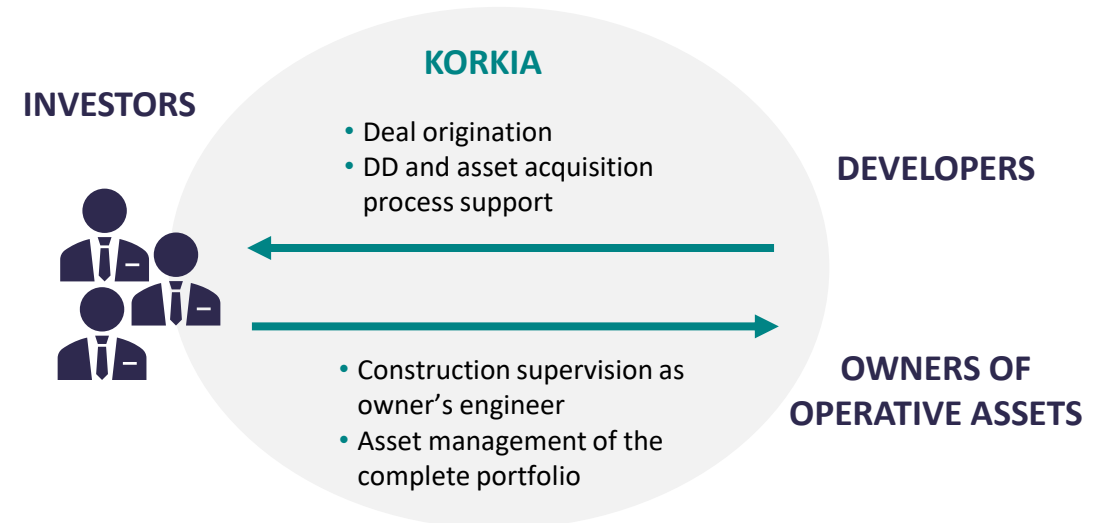 KORKIA
INVESTORS
• Deal origination
• DD and asset acquisition
process support
DEVELOPERS
• Construction supervision as
owner’s engineer
• Asset management of the
complete portfolio
OWNERS OF
OPERATIVE ASSETS